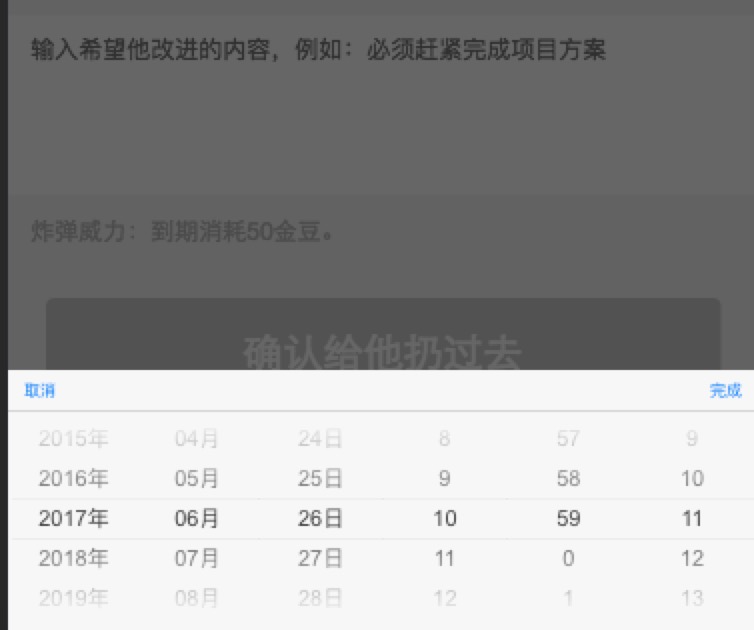 输入希望他改进的内容，例如：必须赶紧完成项目方案
炸弹威力：到期消耗50金豆。
确认给他扔过去
取消 完成
2015年 04月 24日 8 57 9
2016年 05月 25日 9 58 10
2017年 06月 26日 10 59 11
2018年 07月 27日 11 0 12
2019年 08月 28日 12 1 13